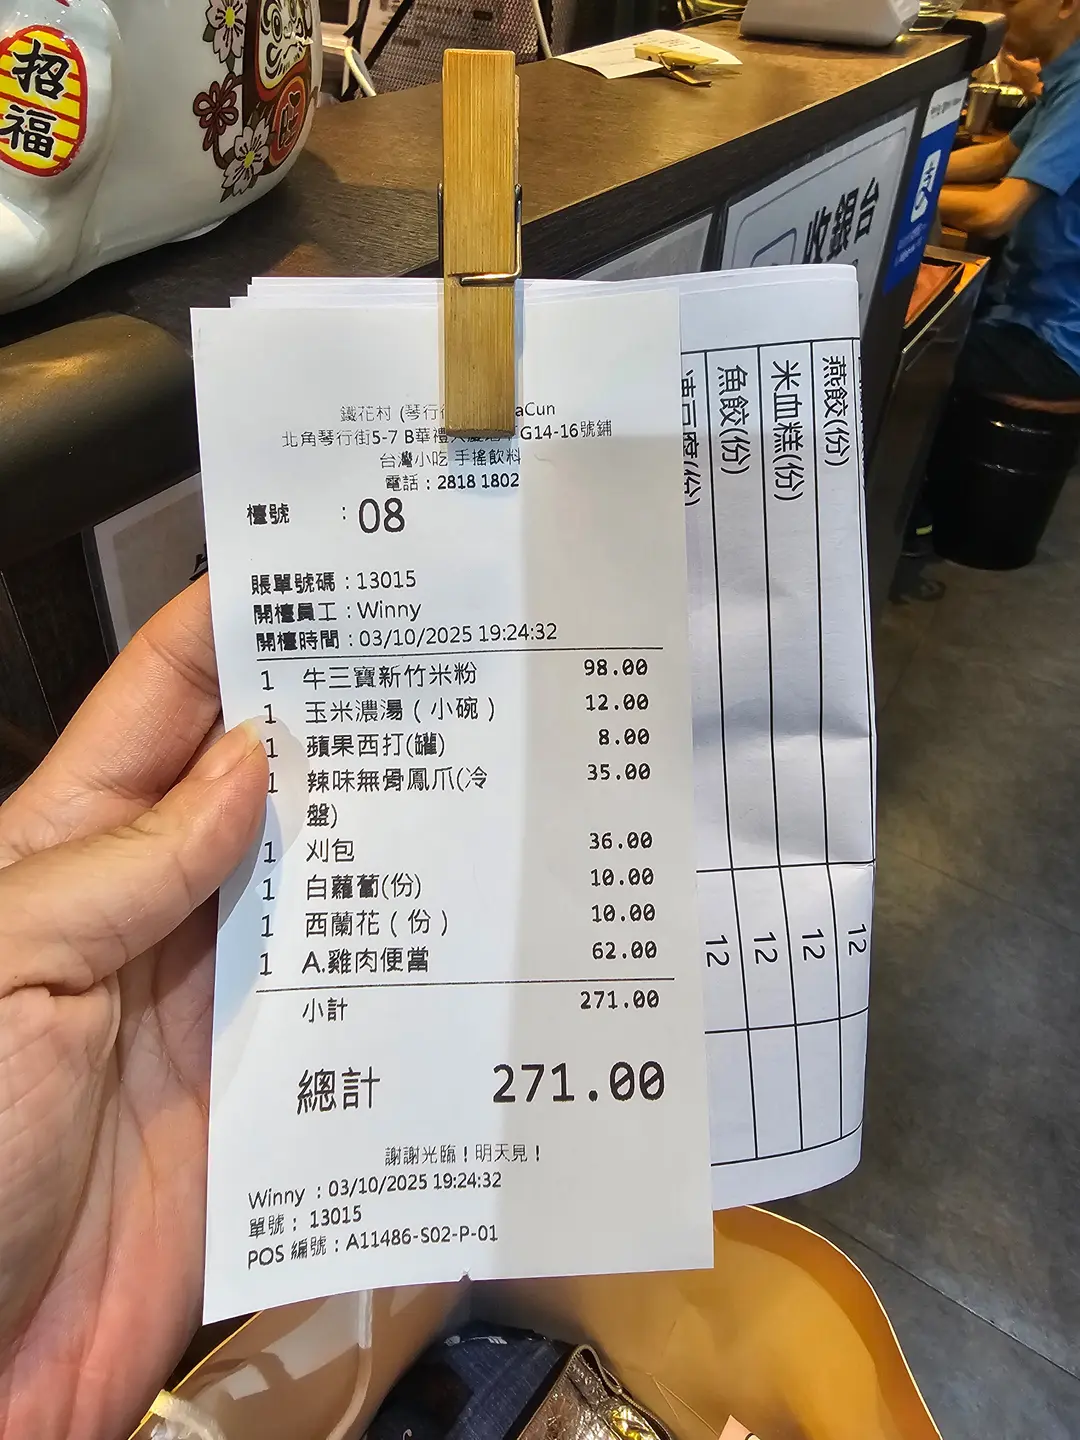 招
福
收銀台
鐵花村 (琴行
aCun
北角琴行街5-7 B華禮
G14-16號鋪
台灣小吃 手搖飲料
電話：2818 1802
檯號 ：08
賬單號碼：13015
開檯員工：Winny
開檯時間：03/10/2025 19:24:32
1 牛三寶新竹米粉 98.00
1 玉米濃湯（小碗） 12.00
1 蘋果西打(罐) 8.00
1 辣味無骨鳳爪(冷
盤) 35.00
1 刈包 36.00
1 白蘿蔔(份) 10.00
1 西蘭花（份） 10.00
1 A.雞肉便當 62.00
小計 271.00
總計 271.00
謝謝光臨！明天見！
Winny ：03/10/2025 19:24:32
單號： 13015
POS 編號：A11486-S02-P-01
燕餃(份) 12
米血糕(份) 12
魚餃(份) 12
(份) 12